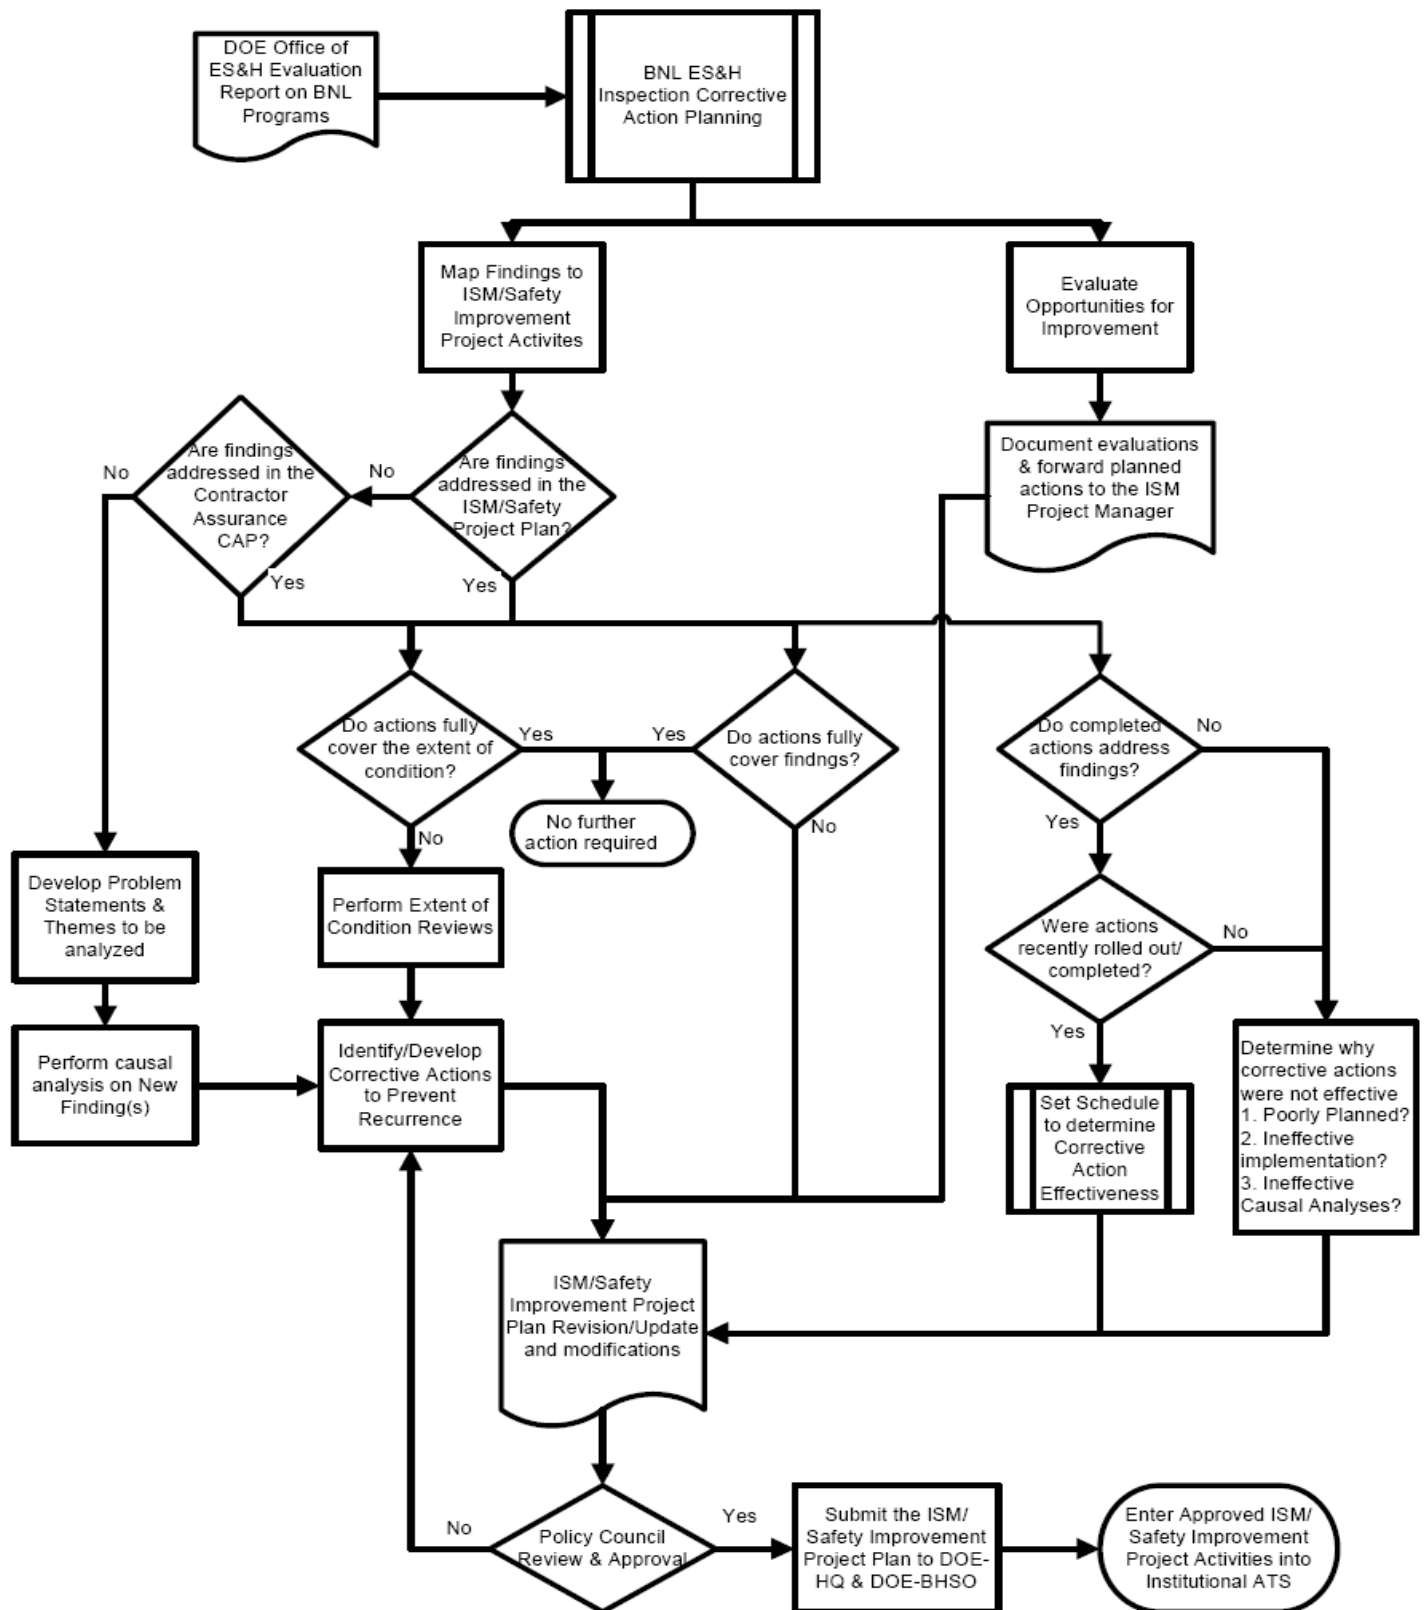 DOE Office of
ES&H Evaluation
Report on BNL
Programs
BNL ES&H
Inspection Corrective
Action Planning
Map Findings to
ISM/Safety
Improvement
Project Activites
Evaluate
Opportunities for
Improvement
Are findings
addressed in the
Contractor
Assurance
CAP?
No
Yes
Are findings
addressed in the
ISM/Safety
Project Plan?
No
Yes
Document evaluations
& forward planned
actions to the ISM
Project Manager
Do actions fully
cover the extent of
condition?
Yes
No
Yes
Do actions fully
cover findngs?
No
No further
action required
Do completed
actions address
findings?
No
Yes
Develop Problem
Statements &
Themes to be
analyzed
Perform Extent of
Condition Reviews
Were actions
recently rolled out/
completed?
No
Yes
Perform causal
analysis on New
Finding(s)
Identify/Develop
Corrective Actions
to Prevent
Recurrence
Set Schedule
to determine
Corrective
Action
Effectiveness
Determine why
corrective actions
were not effective
1. Poorly Planned?
2. Ineffective
implementation?
3. Ineffective
Causal Analyses?
ISM/Safety
Improvement Project
Plan Revision/Update
and modifications
No
Policy Council
Review & Approval
Yes
Submit the ISM/
Safety Improvement
Project Plan to DOE-
HQ & DOE-BHSO
Enter Approved ISM/
Safety Improvement
Project Activities into
Institutional ATS